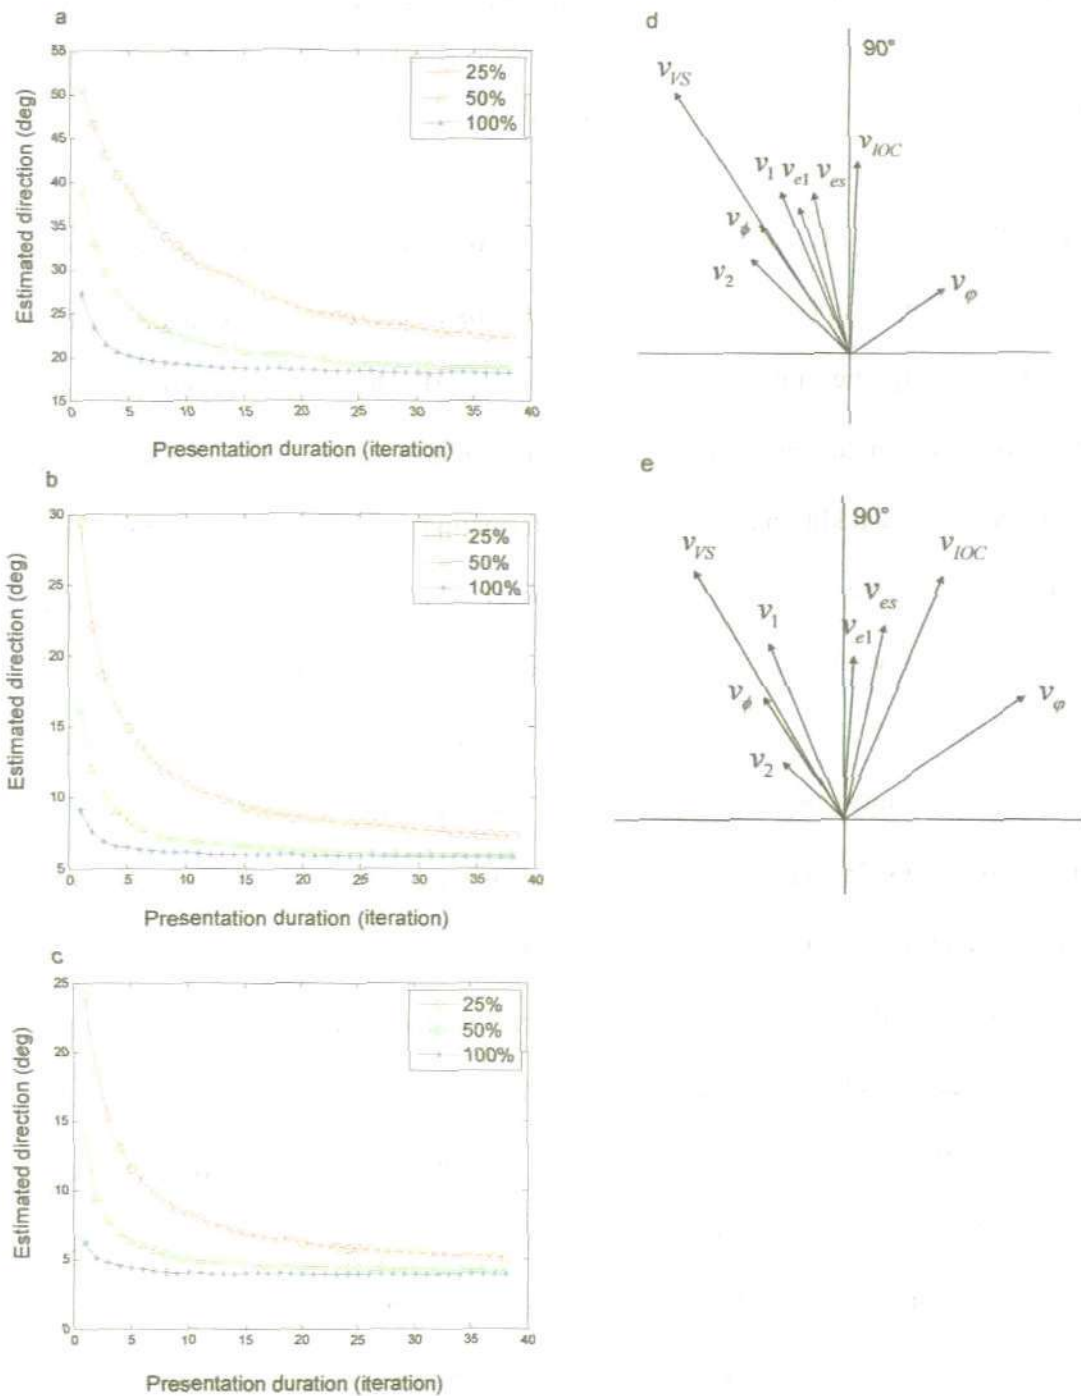 a
55
50
45
40
35
30
25
20
15
0 5 10 15 20 25 30 35 40
Estimated direction (deg)
Presentation duration (iteration)
25%
50%
100%
b
30
25
20
15
10
5
0 5 10 15 20 25 30 35 40
Estimated direction (deg)
Presentation duration (iteration)
25%
50%
100%
c
25
20
15
10
5
0
0 5 10 15 20 25 30 35 40
Estimated direction (deg)
Presentation duration (iteration)
25%
50%
100%
d
90°
v_VS
v_IOC
v_1 v_e1 v_es
v_ϕ
v_2
v_φ
e
90°
v_VS
v_IOC
v_es
v_1
v_e1
v_ϕ
v_φ
v_2